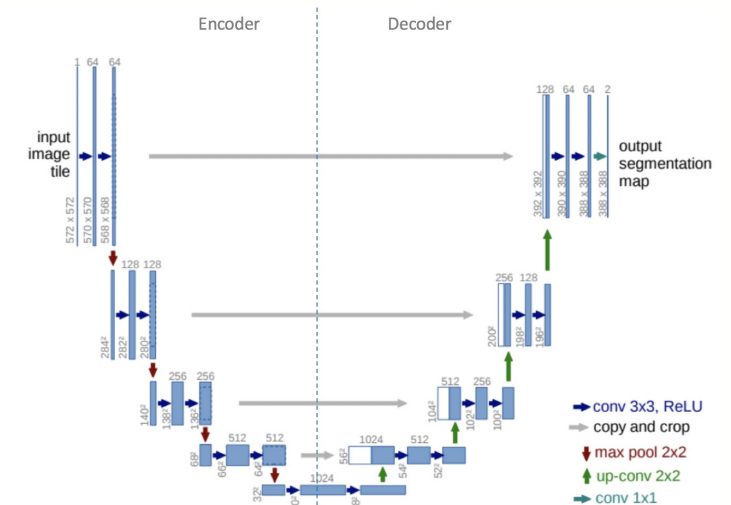 Encoder
Decoder
1 64 64
input
image
tile
572 x 572
570 x 570
568 x 568
128 64 64 2
output
segmentation
map
392 x 392
390 x 390
388 x 388
388 x 388
128 128
284²
282²
280²
256 128
200²
198²
196²
256 256
140²
138²
136²
512 256
104²
102²
100²
512 512
68²
66²
64²
1024 512
56²
54²
52²
1024
32²
conv 3x3, ReLU
copy and crop
max pool 2x2
up-conv 2x2
conv 1x1